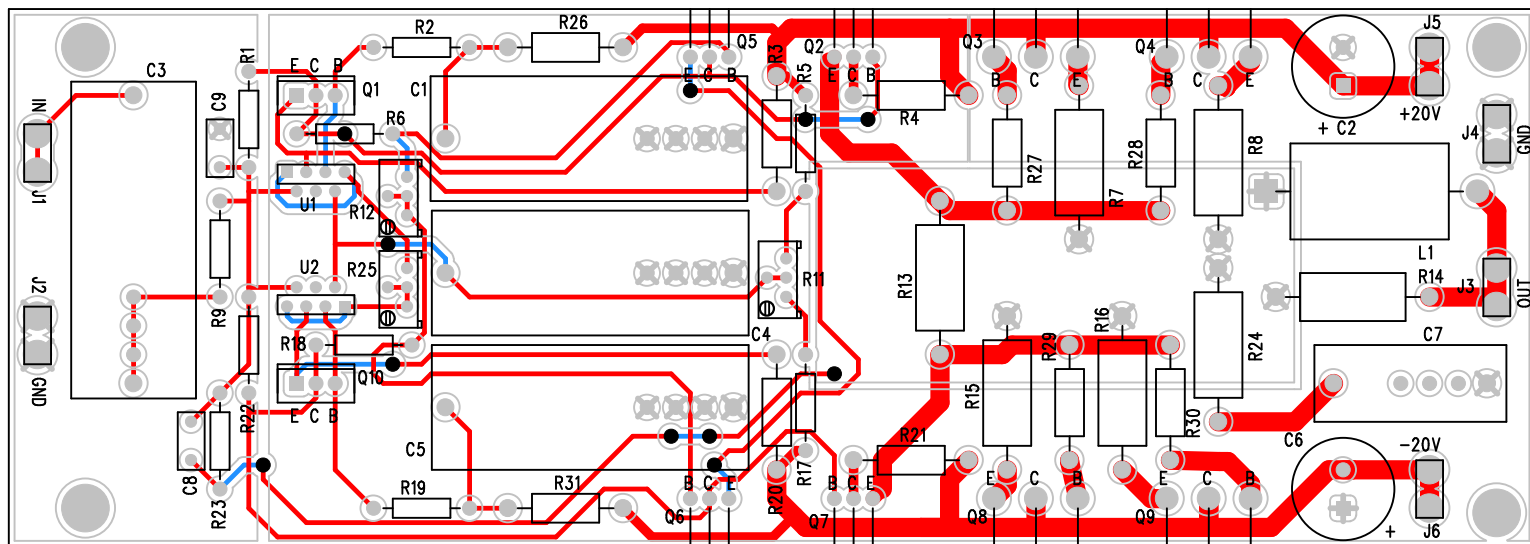 R2
R26
Q5
R3
Q2
Q3
Q4
J5
R1
C3
E C B
Q1
C1
E C B
R5
E C B
B
C
E
B
C
E
C9
IN
R6
R4
+ C2
+20V
J4
GND
R27
R28
R7
R8
J1
U1
R12
L1
J2
U2
R25
R11
R13
R14
J3
OUT
R9
R18
C4
R29
R16
R24
C7
GND
Q10
E C B
R22
R15
R30
C6
C5
R21
-20V
R17
C8
R23
R19
R31
B C E
Q6
R20
B C E
Q7
E
C
B
Q8
E
C
B
Q9
+
J6